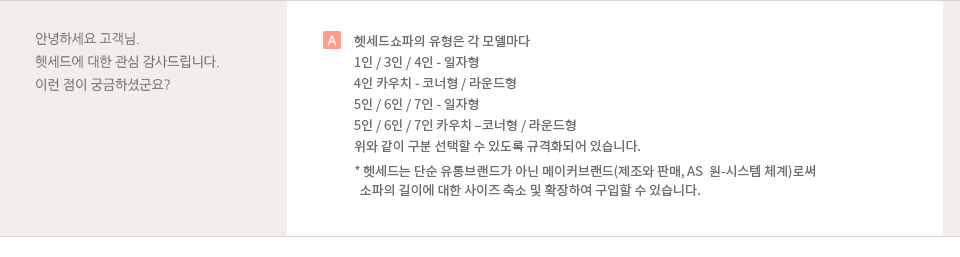 안녕하세요 고객님.
헷세드에 대한 관심 감사드립니다.
이런 점이 궁금하셨군요?
A 헷세드쇼파의 유형은 각 모델마다
1인 / 3인 / 4인 - 일자형
4인 카우치 - 코너형 / 라운드형
5인 / 6인 / 7인 - 일자형
5인 / 6인 / 7인 카우치 –코너형 / 라운드형
위와 같이 구분 선택할 수 있도록 규격화되어 있습니다.
* 헷세드는 단순 유통브랜드가 아닌 메이커브랜드(제조와 판매, AS 원-시스템 체계)로써
소파의 길이에 대한 사이즈 축소 및 확장하여 구입할 수 있습니다.